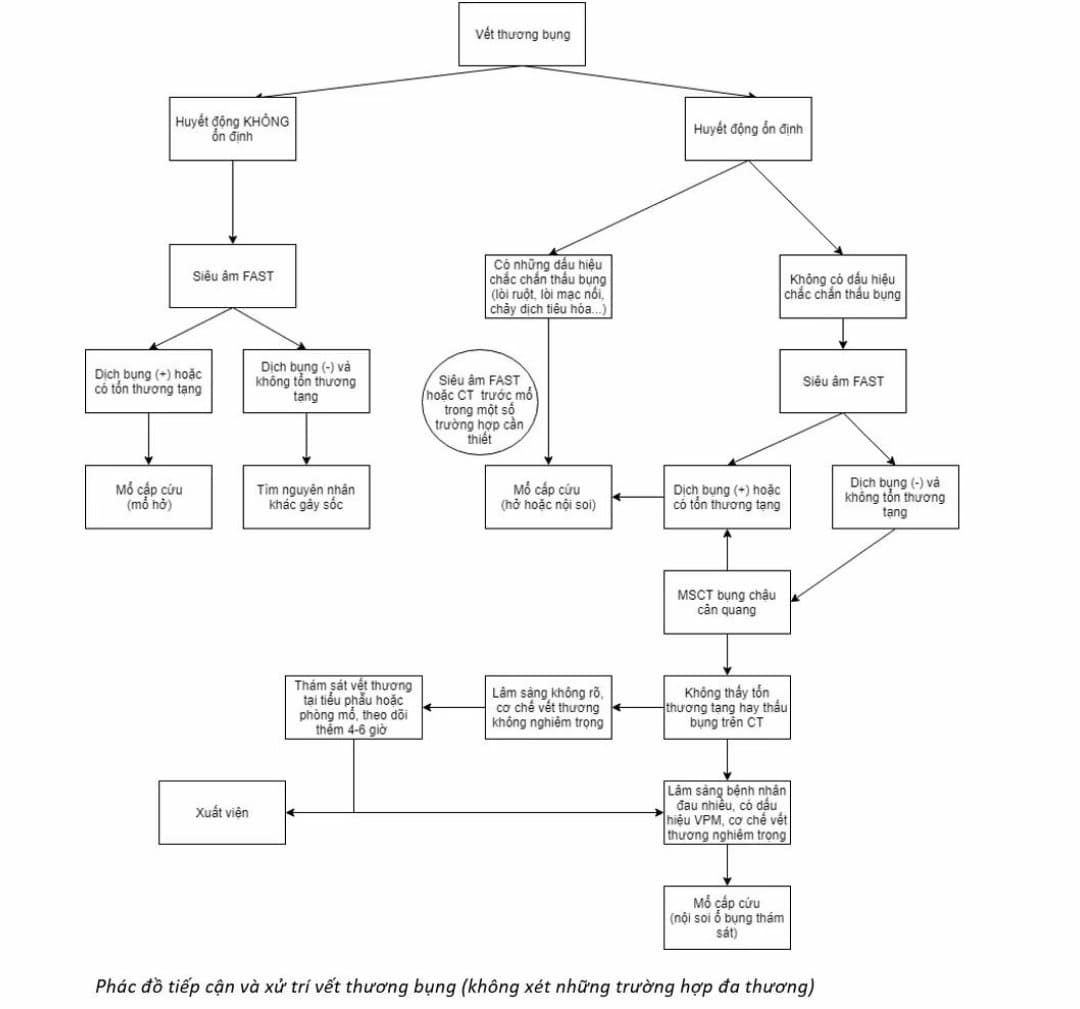 Vết thương bụng
Huyết động KHÔNG
ổn định
Huyết động ổn định
Siêu âm FAST
Có những dấu hiệu
chắc chắn thấu bụng
(lòi ruột, lòi mạc nối,
chảy dịch tiêu hóa...)
Không có dấu hiệu
chắc chắn thấu bụng
Dịch bụng (+) hoặc
có tổn thương tạng
Dịch bụng (-) và
không tổn thương
tạng
Siêu âm FAST
hoặc CT trước mổ
trong một số
trường hợp cần
thiết
Siêu âm FAST
Mổ cấp cứu
(mổ hở)
Tìm nguyên nhân
khác gây sốc
Mổ cấp cứu
(hở hoặc nội soi)
Dịch bụng (+) hoặc
có tổn thương tạng
Dịch bụng (-) và
không tổn thương
tạng
MSCT bụng chậu
cản quang
Thám sát vết thương
tại tiểu phẫu hoặc
phòng mổ, theo dõi
thêm 4-6 giờ
Lâm sàng không rõ,
cơ chế vết thương
không nghiêm trọng
Không thấy tổn
thương tạng hay thấu
bụng trên CT
Xuất viện
Lâm sàng bệnh nhân
đau nhiều, có dấu
hiệu VPM, cơ chế vết
thương nghiêm trọng
Mổ cấp cứu
(nội soi ổ bụng thám
sát)
Phác đồ tiếp cận và xử trí vết thương bụng (không xét những trường hợp đa thương)